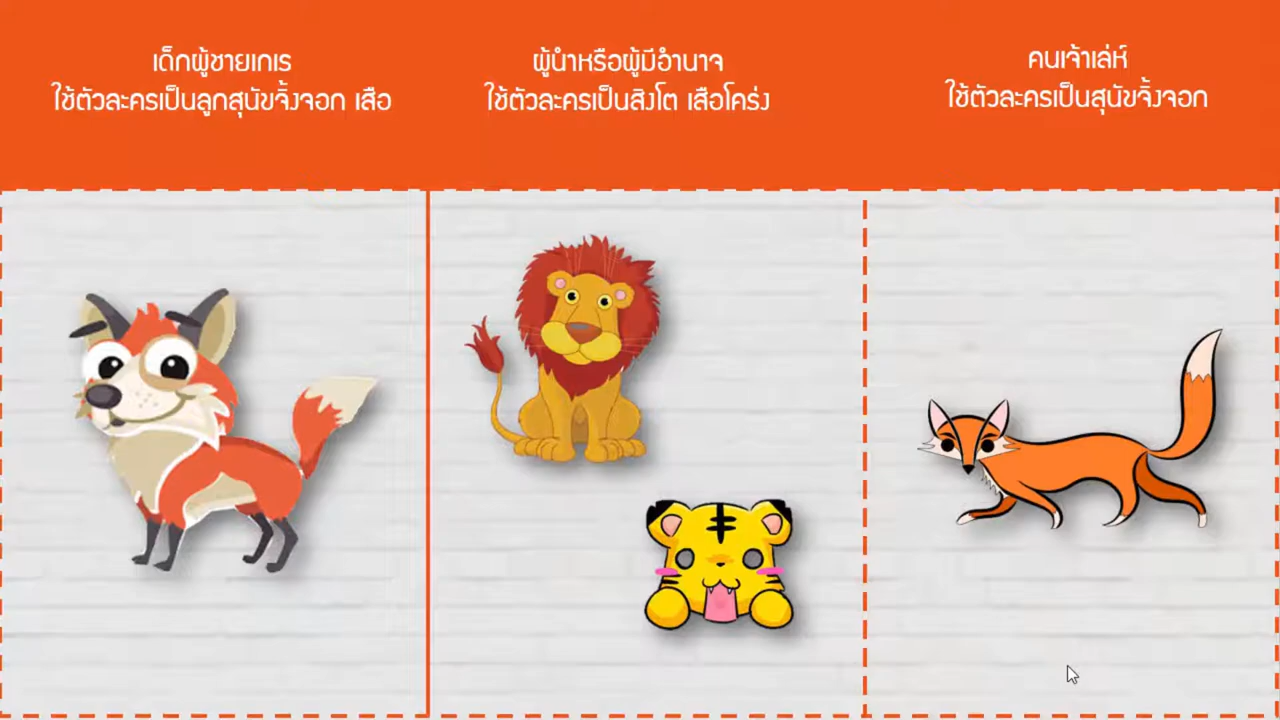 เด็กผู้ชายเกเร
ใช้ตัวละครเป็นลูกสุนัขจิ้งจอก เสือ
ผู้นำหรือผู้มีอำนาจ
ใช้ตัวละครเป็นสิงโต เสือโคร่ง
คนเจ้าเล่ห์
ใช้ตัวละครเป็นสุนัขจิ้งจอก